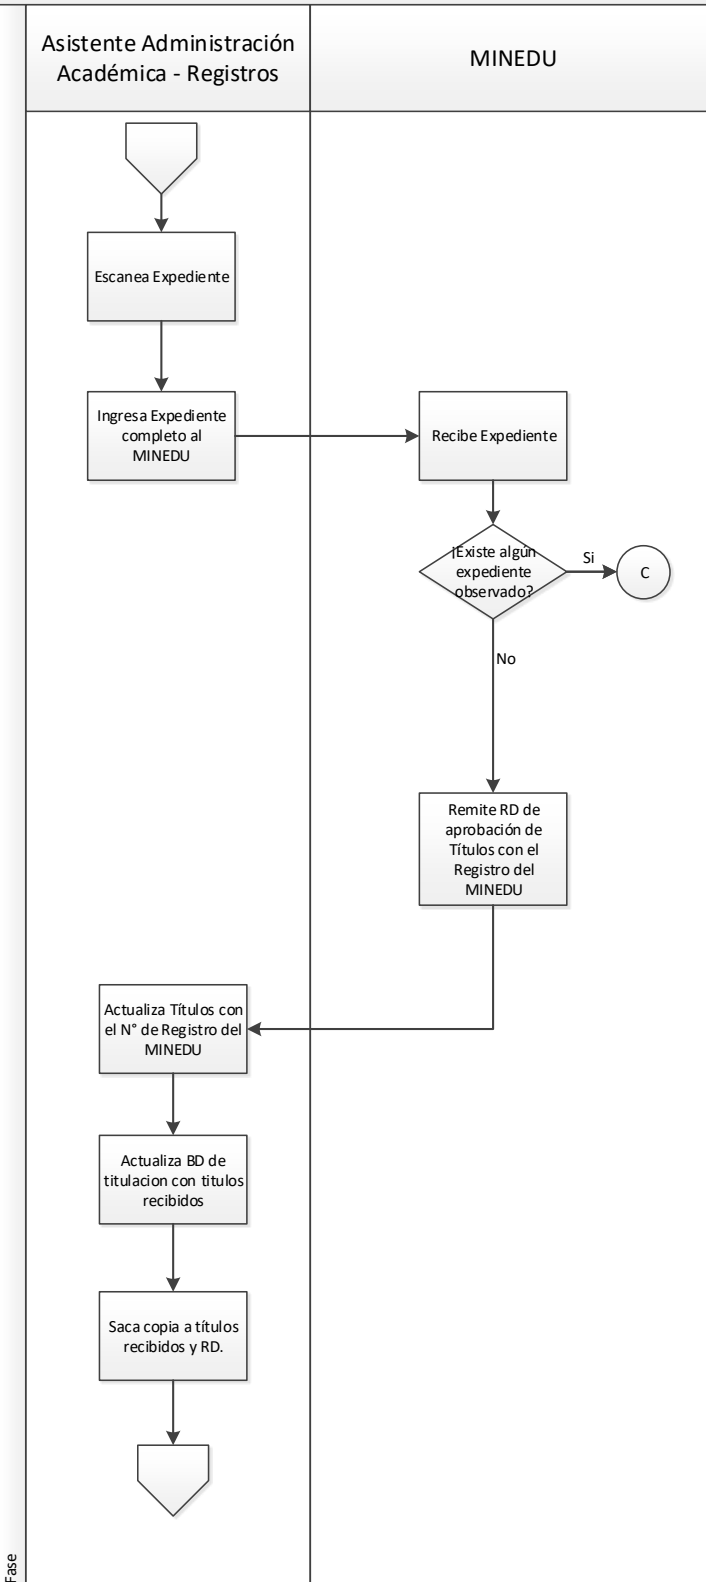 Asistente Administración
Académica - Registros
MINEDU
Escanea Expediente
Ingresa Expediente
completo al
MINEDU
Recibe Expediente
¡Existe algún
expediente
observado?
Si
C
No
Remite RD de
aprobación de
Títulos con el
Registro del
MINEDU
Actualiza Títulos con
el N° de Registro del
MINEDU
Actualiza BD de
titulacion con titulos
recibidos
Saca copia a títulos
recibidos y RD.
Fase